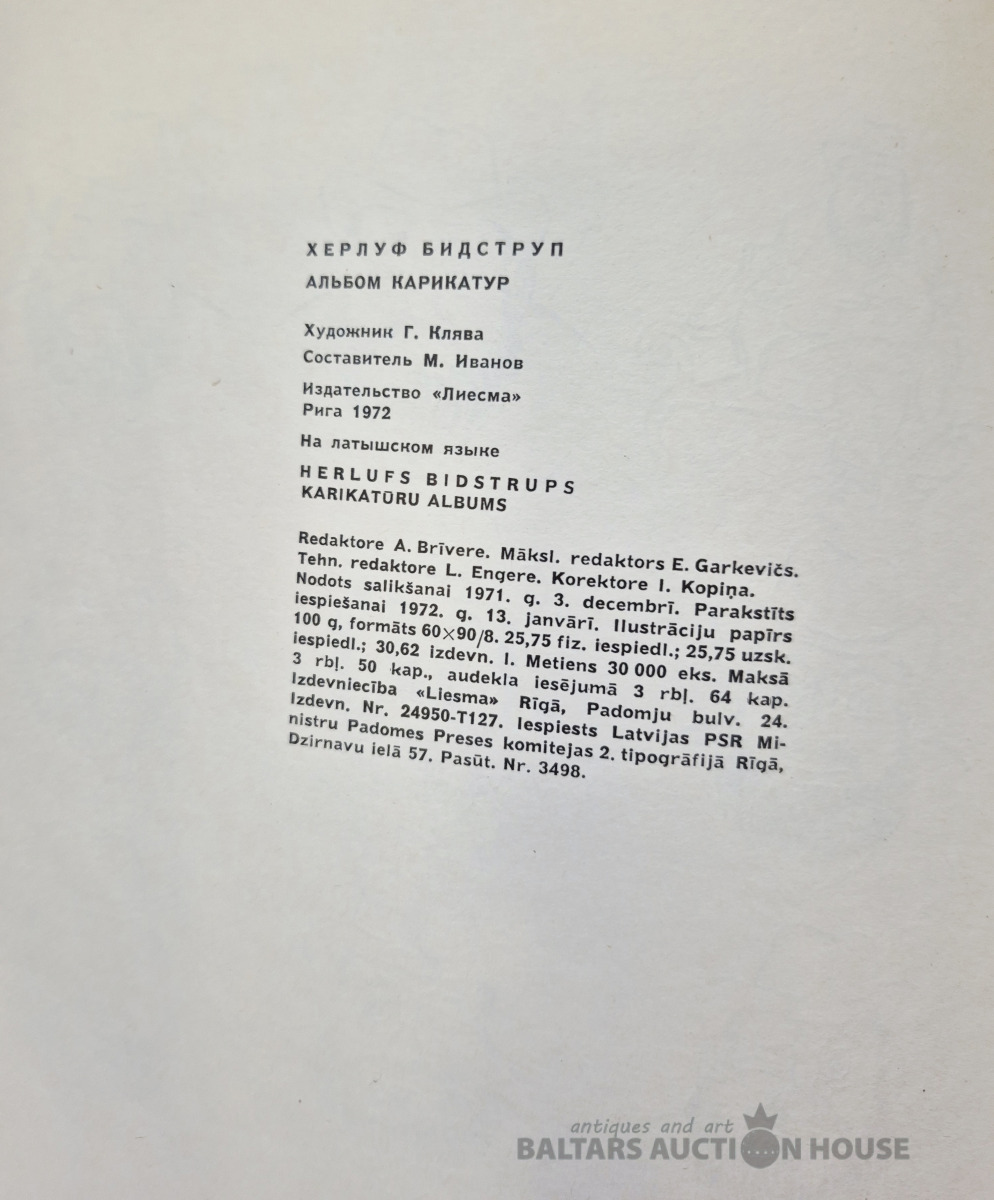 ХЕРЛУФ БИДСТРУП
АЛЬБОМ КАРИКАТУР
Художник Г. Клява
Составитель М. Иванов
Издательство «Лиесма»
Рига 1972
На латышском языке
HERLUFS BIDSTRUPS
KARIKATŪRU ALBUMS
Redaktore A. Brīvere. Māksl. redaktors E. Garkevičs.
Tehn. redaktore L. Engere. Korektore I. Kopiņa.
Nodots salikšanai 1971. g. 3. decembrī. Parakstīts
iespiešanai 1972. g. 13. janvārī. Ilustrāciju papīrs
100 g, formāts 60×90/8. 25,75 fiz. iespiedl.; 25,75 uzsk.
iespiedl.; 30,62 izdevn. l. Metiens 30 000 eks. Maksā
3 rbļ. 50 kap., audekla iesējumā 3 rbļ. 64 kap.
Izdevniecība «Liesma» Rīgā, Padomju bulv. 24.
Izdevn. Nr. 24950-T127. Iespiests Latvijas PSR Mi-
nistru Padomes Preses komitejas 2. tipogrāfijā Rīgā,
Dzirnavu ielā 57. Pasūt. Nr. 3498.
antiques and art
BALTARS AUCTION HOUSE